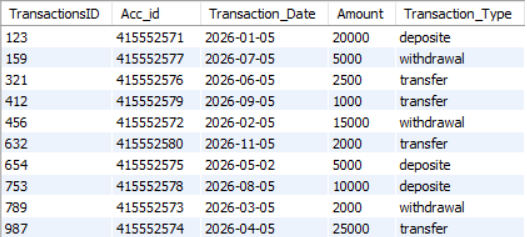 TransactionsID Acc_id Transaction_Date Amount Transaction_Type
123 415552571 2026-01-05 20000 deposite
159 415552577 2026-07-05 5000 withdrawal
321 415552576 2026-06-05 2500 transfer
412 415552579 2026-09-05 1000 transfer
456 415552572 2026-02-05 15000 withdrawal
632 415552580 2026-11-05 2000 transfer
654 415552575 2026-05-02 5000 deposite
753 415552578 2026-08-05 10000 deposite
789 415552573 2026-03-05 2000 withdrawal
987 415552574 2026-04-05 25000 transfer